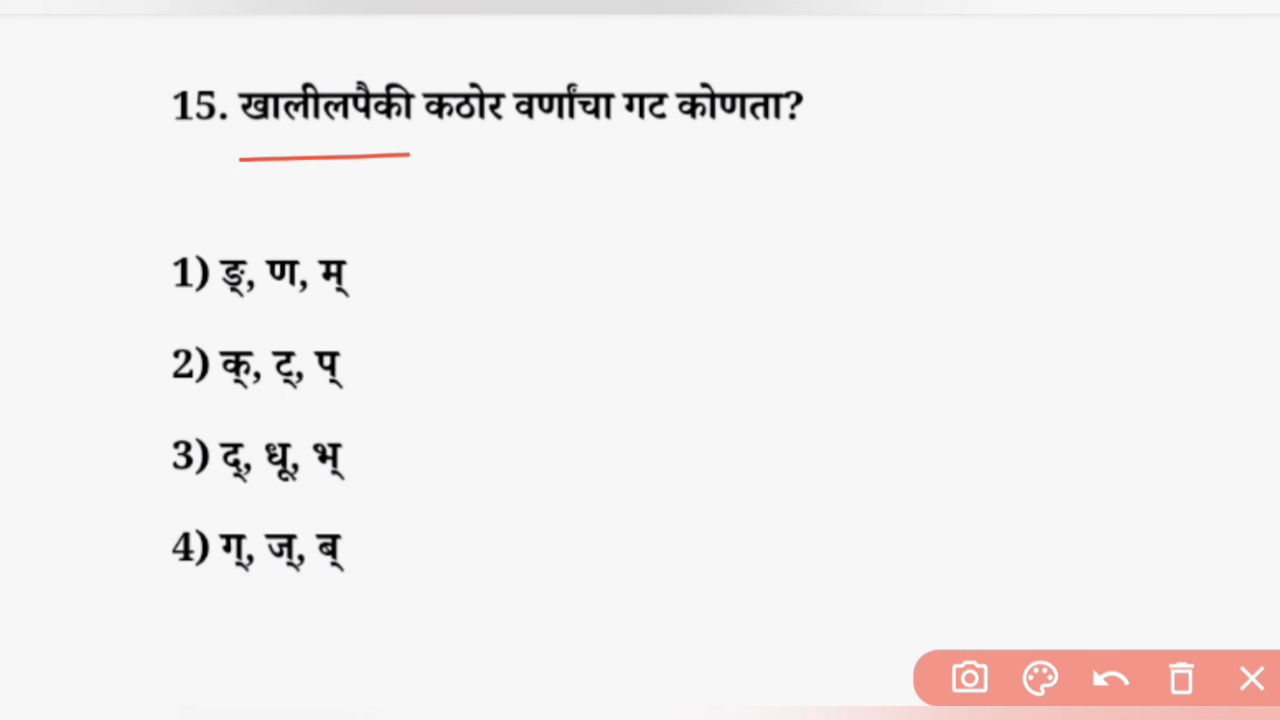 15. खालीलपैकी कठोर वर्णांचा गट कोणता?
1) ङ्, ण, म्
2) क्, ट्, प्
3) द्, धू, भ्
4) ग्, ज्, ब्